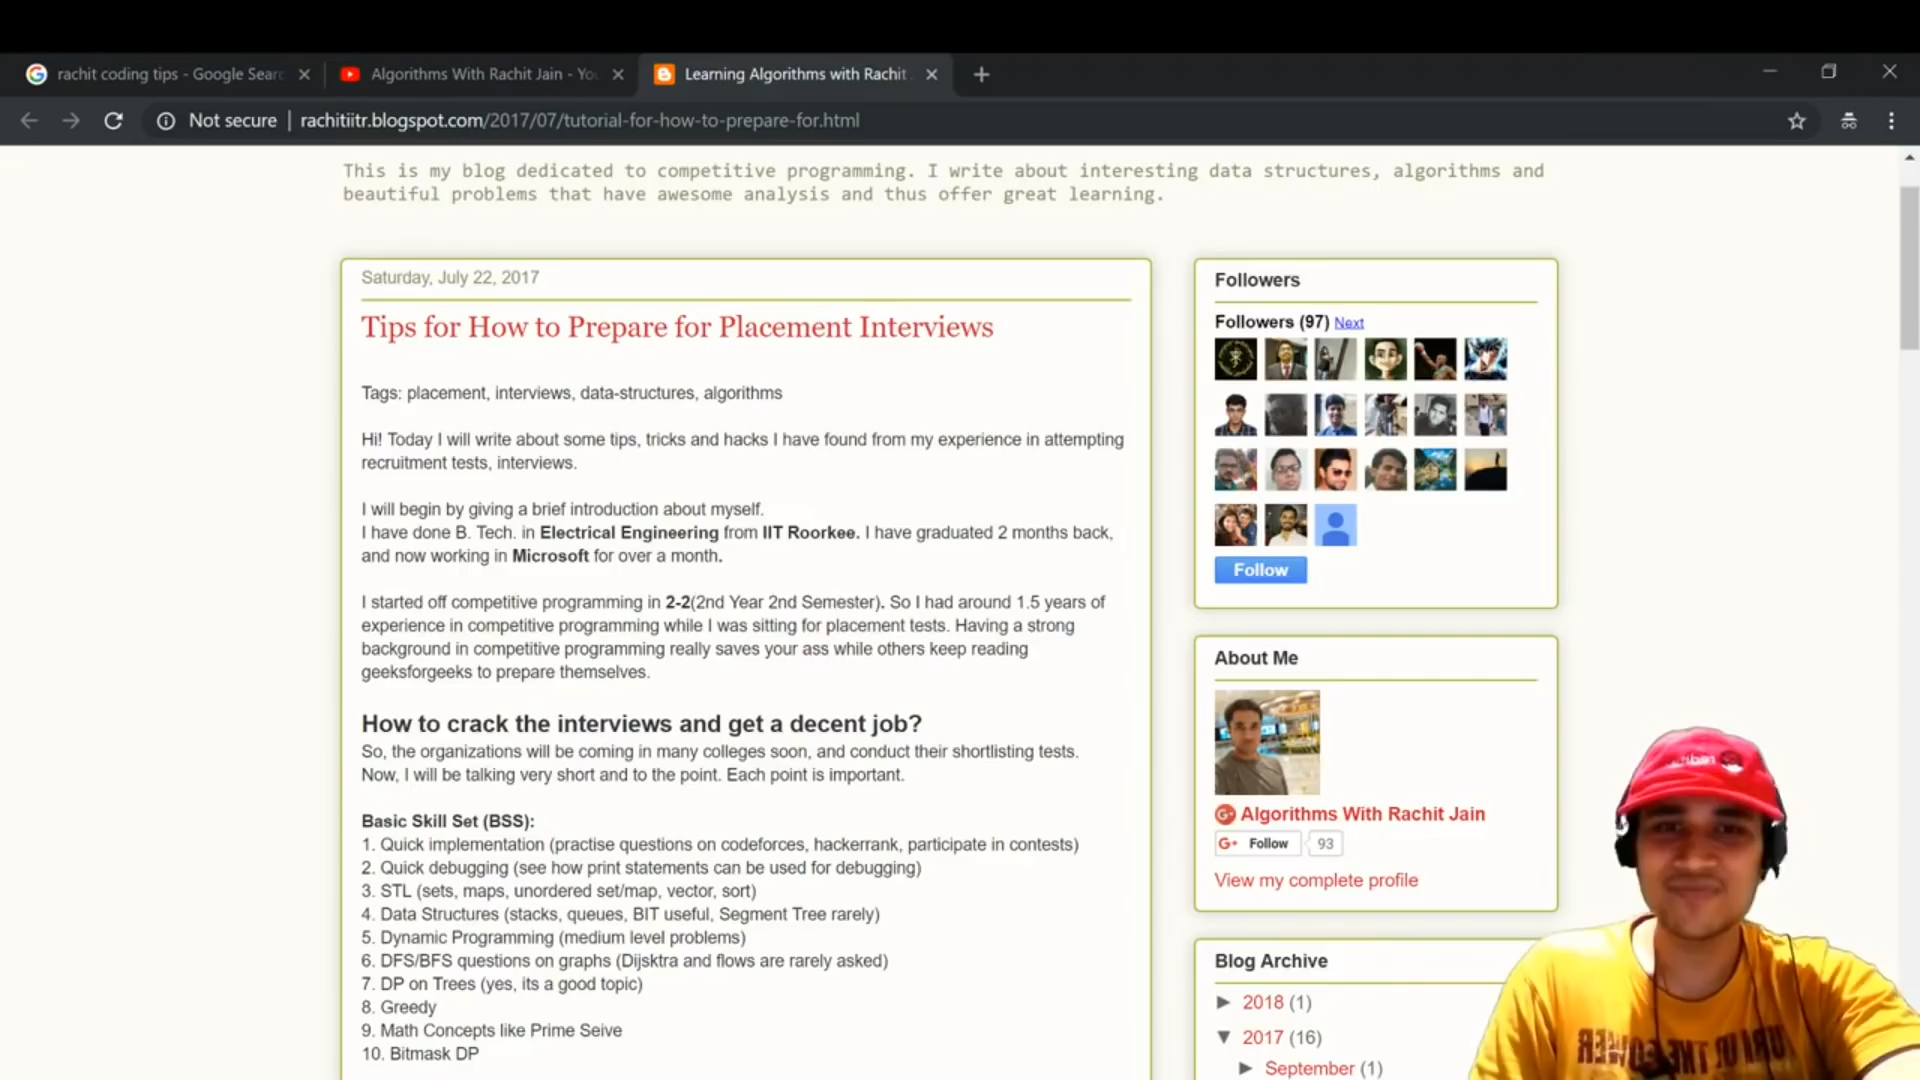 rachit coding tips - Google Searc
Algorithms With Rachit Jain - You
Learning Algorithms with Rachit
Not secure | rachitiitr.blogspot.com/2017/07/tutorial-for-how-to-prepare-for.html
This is my blog dedicated to competitive programming. I write about interesting data structures, algorithms and
beautiful problems that have awesome analysis and thus offer great learning.
Saturday, July 22, 2017
Tips for How to Prepare for Placement Interviews
Tags: placement, interviews, data-structures, algorithms
Hi! Today I will write about some tips, tricks and hacks I have found from my experience in attempting
recruitment tests, interviews.
I will begin by giving a brief introduction about myself.
I have done B. Tech. in Electrical Engineering from IIT Roorkee. I have graduated 2 months back,
and now working in Microsoft for over a month.
I started off competitive programming in 2-2(2nd Year 2nd Semester). So I had around 1.5 years of
experience in competitive programming while I was sitting for placement tests. Having a strong
background in competitive programming really saves your ass while others keep reading
geeksforgeeks to prepare themselves.
How to crack the interviews and get a decent job?
So, the organizations will be coming in many colleges soon, and conduct their shortlisting tests.
Now, I will be talking very short and to the point. Each point is important.
Basic Skill Set (BSS):
1. Quick implementation (practise questions on codeforces, hackerrank, participate in contests)
2. Quick debugging (see how print statements can be used for debugging)
3. STL (sets, maps, unordered set/map, vector, sort)
4. Data Structures (stacks, queues, BIT useful, Segment Tree rarely)
5. Dynamic Programming (medium level problems)
6. DFS/BFS questions on graphs (Dijsktra and flows are rarely asked)
7. DP on Trees (yes, its a good topic)
8. Greedy
9. Math Concepts like Prime Seive
10. Bitmask DP
Followers
Followers (97) Next
Follow
About Me
Algorithms With Rachit Jain
G+ Follow 93
View my complete profile
Blog Archive
► 2018 (1)
▼ 2017 (16)
► September (1)